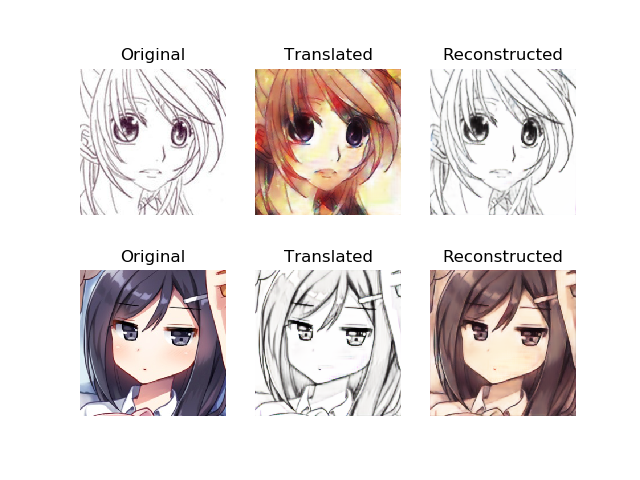 Original
Translated
Reconstructed
Original
Translated
Reconstructed